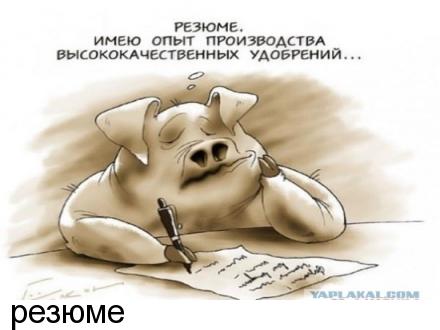 РЕЗЮМЕ.
ИМЕЮ ОПЫТ ПРОИЗВОДСТВА
ВЫСОКОКАЧЕСТВЕННЫХ УДОБРЕНИЙ...
YAPLAKAL.COM
резюме